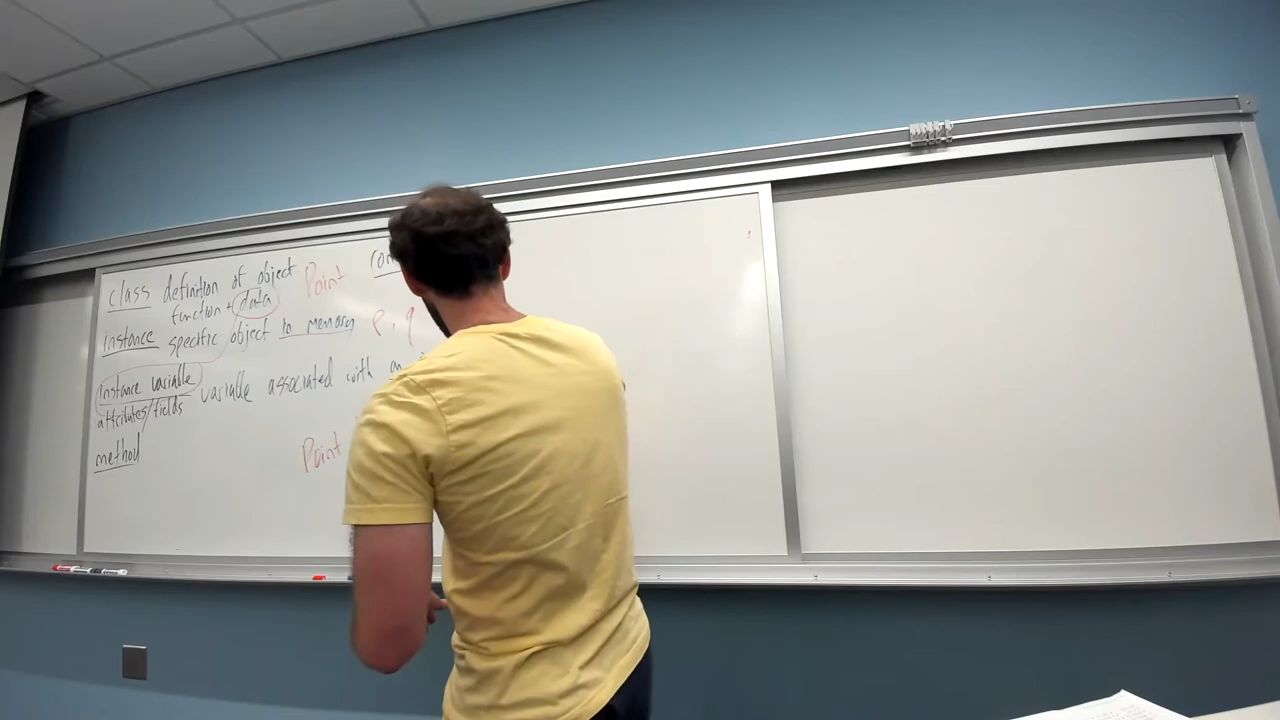 class definition of object Point
function + data
instance specific object in memory p, q
instance variable variable associated with an
attributes/fields
method
Point